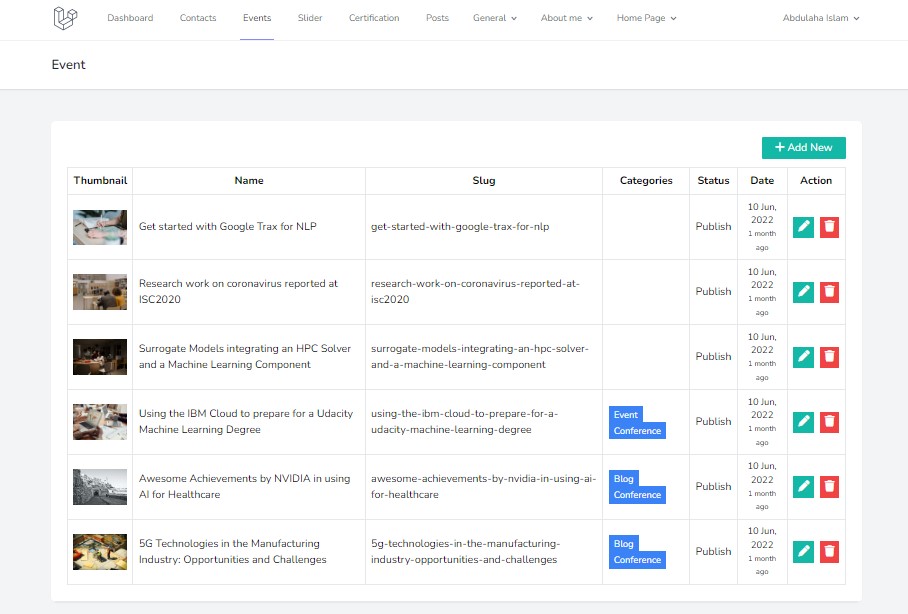 Dashboard Contacts Events Slider Certification Posts General About me Home Page Abdulaha Islam
Event
Add New
Thumbnail Name Slug Categories Status Date Action
Get started with Google Trax for NLP get-started-with-google-trax-for-nlp Publish 10 Jun,
2022
1 month
ago
Research work on coronavirus reported at research-work-on-coronavirus-reported-at- Publish 10 Jun,
ISC2020 isc2020 2022
1 month
ago
Surrogate Models integrating an HPC Solver surrogate-models-integrating-an-hpc-solver- Publish 10 Jun,
and a Machine Learning Component and-a-machine-learning-component 2022
1 month
ago
Using the IBM Cloud to prepare for a Udacity using-the-ibm-cloud-to-prepare-for-a- Event Publish 10 Jun,
Machine Learning Degree udacity-machine-learning-degree Conference 2022
1 month
ago
Awesome Achievements by NVIDIA in using awesome-achievements-by-nvidia-in-using-ai- Blog Publish 10 Jun,
AI for Healthcare for-healthcare Conference 2022
1 month
ago
5G Technologies in the Manufacturing 5g-technologies-in-the-manufacturing- Blog Publish 10 Jun,
Industry: Opportunities and Challenges industry-opportunities-and-challenges Conference 2022
1 month
ago